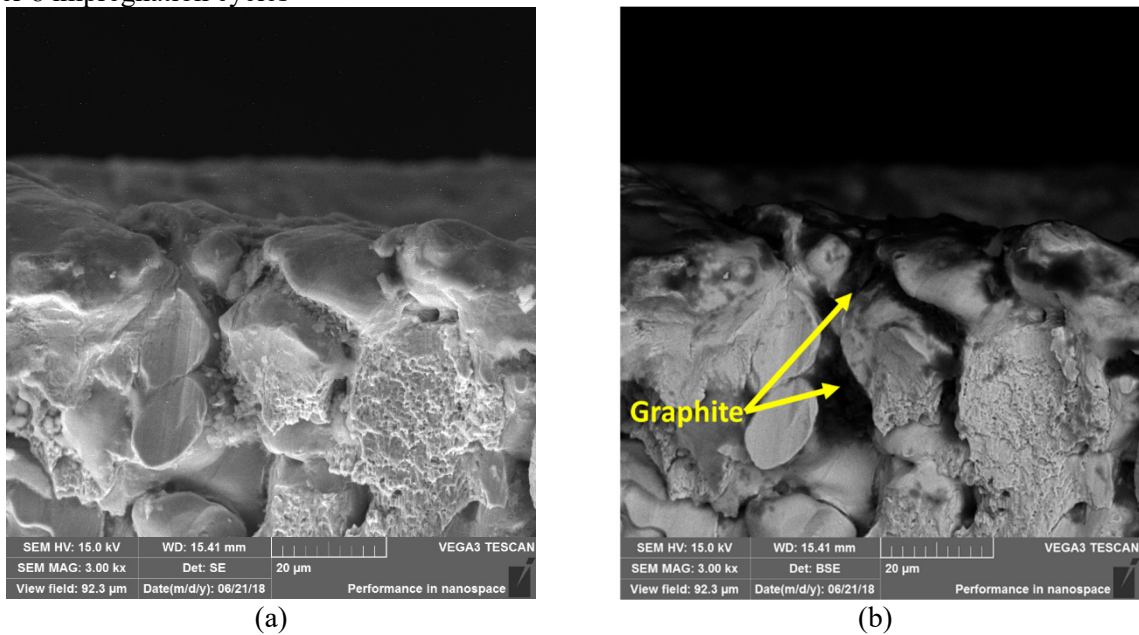 impregnation cycles
Graphite
SEM HV: 15.0 kV WD: 15.41 mm VEGA3 TESCAN
SEM MAG: 3.00 kx Det: SE 20 µm
View field: 92.3 µm Date(m/d/y): 06/21/18 Performance in nanospace
SEM HV: 15.0 kV WD: 15.41 mm VEGA3 TESCAN
SEM MAG: 3.00 kx Det: BSE 20 µm
View field: 92.3 µm Date(m/d/y): 06/21/18 Performance in nanospace
(a) (b)